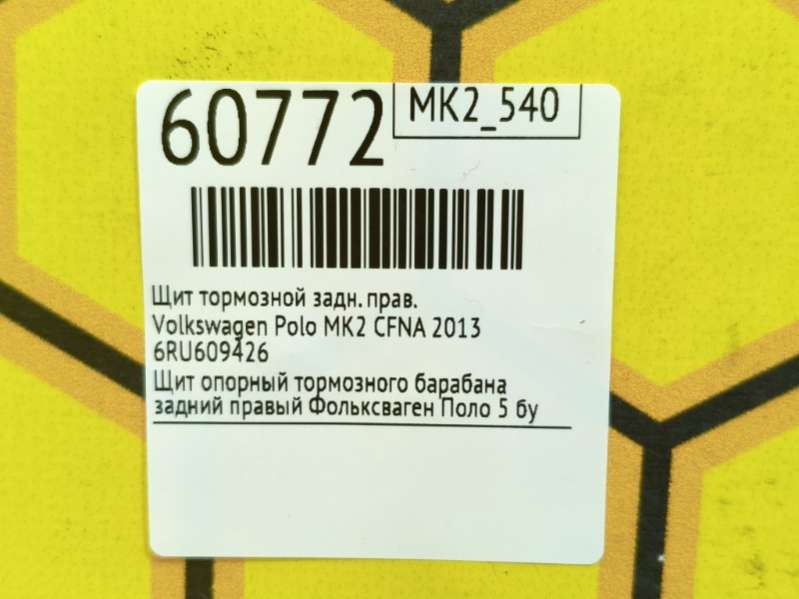 60772
MK2_540
Щит тормозной задн. прав.
Volkswagen Polo MK2 CFNA 2013
6RU609426
Щит опорный тормозного барабана
задний правый Фольксваген Поло 5 бу